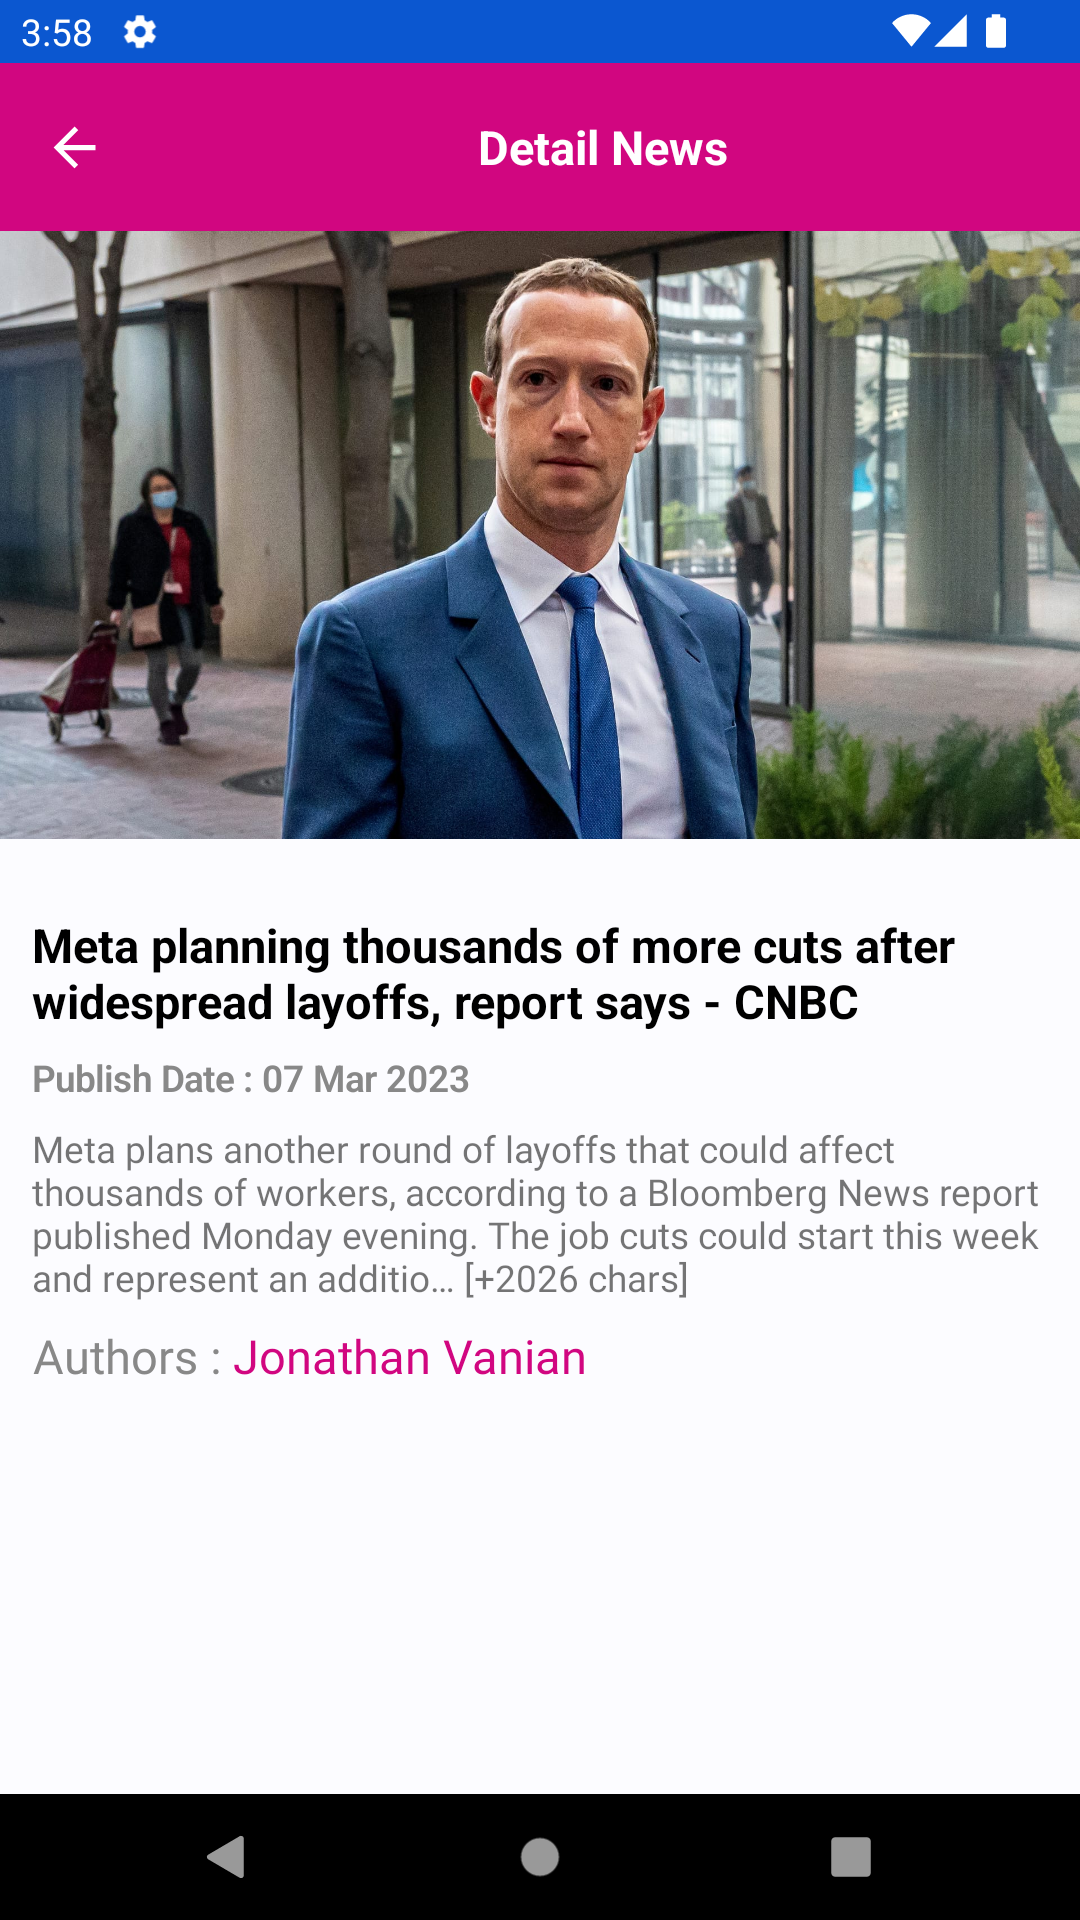 3:58
Detail News
Meta planning thousands of more cuts after
widespread layoffs, report says - CNBC
Publish Date : 07 Mar 2023
Meta plans another round of layoffs that could affect
thousands of workers, according to a Bloomberg News report
published Monday evening. The job cuts could start this week
and represent an additio… [+2026 chars]
Authors : Jonathan Vanian